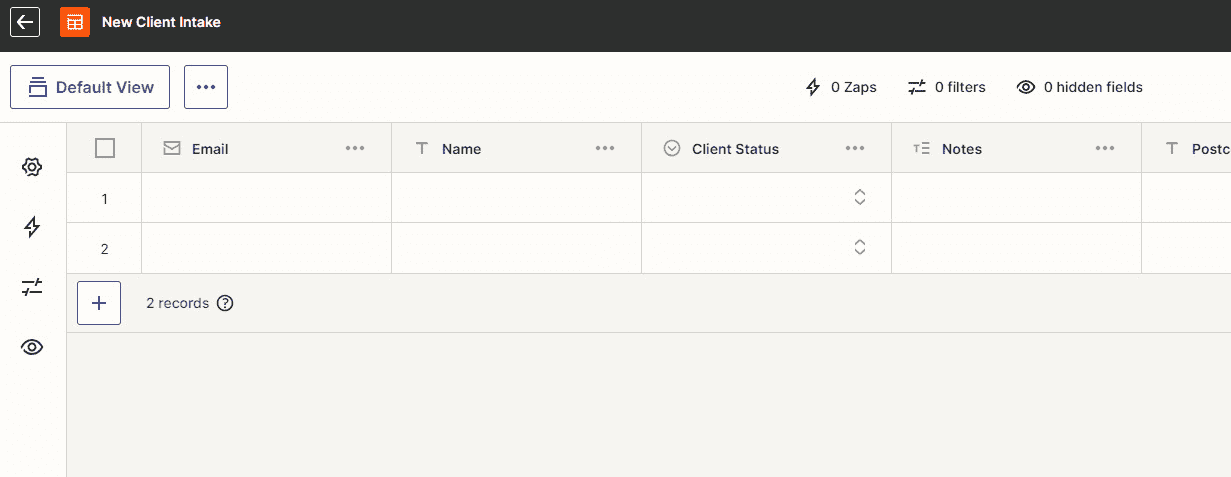 New Client Intake
Default View
0 Zaps 0 filters 0 hidden fields
Email Name Client Status Notes Postc
1
2
2 records